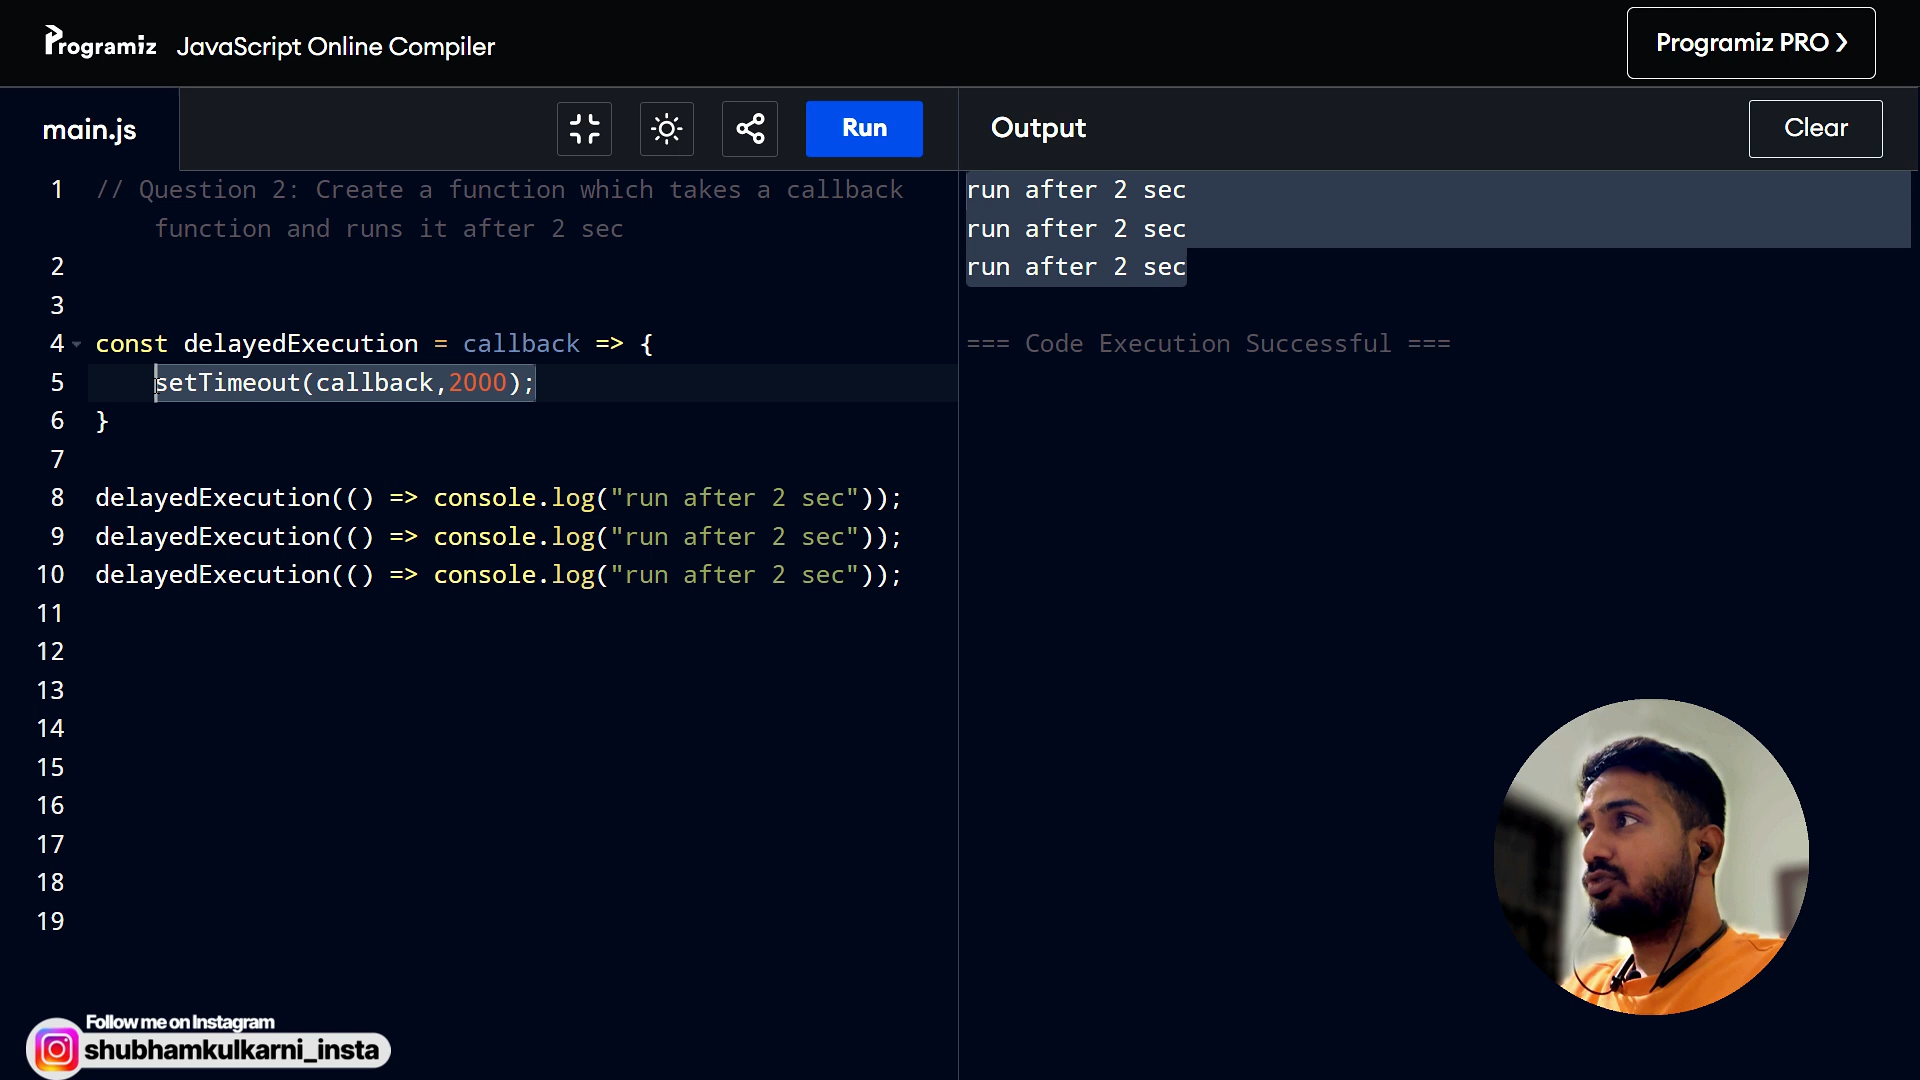 Programiz JavaScript Online Compiler
Programiz PRO ❯
main.js
Run
Output
Clear
1 // Question 2: Create a function which takes a callback
function and runs it after 2 sec
2
3
4 const delayedExecution = callback => {
5 setTimeout(callback,2000);
6 }
7
8 delayedExecution(() => console.log("run after 2 sec"));
9 delayedExecution(() => console.log("run after 2 sec"));
10 delayedExecution(() => console.log("run after 2 sec"));
11
12
13
14
15
16
17
18
19
run after 2 sec
run after 2 sec
run after 2 sec
=== Code Execution Successful ===
Follow me on Instagram
shubhamkulkarni_insta